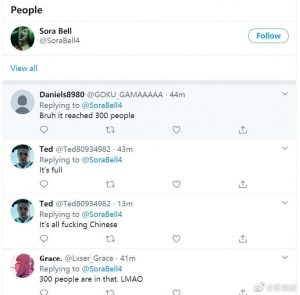 People
Sora Bell
@SoraBell4
Follow
View all
Daniels8980 @GOKU_GAMAAAAA · 44m
Replying to @SoraBell4
Bruh it reached 300 people
Ted @Ted80934982 · 43m
Replying to @SoraBell4
It's full
Ted @Ted80934982 · 13m
Replying to @SoraBell4
It's all fucking Chinese
Grace. @Lxser_Grace · 41m
Replying to @SoraBell4
300 people are in that. LMAO